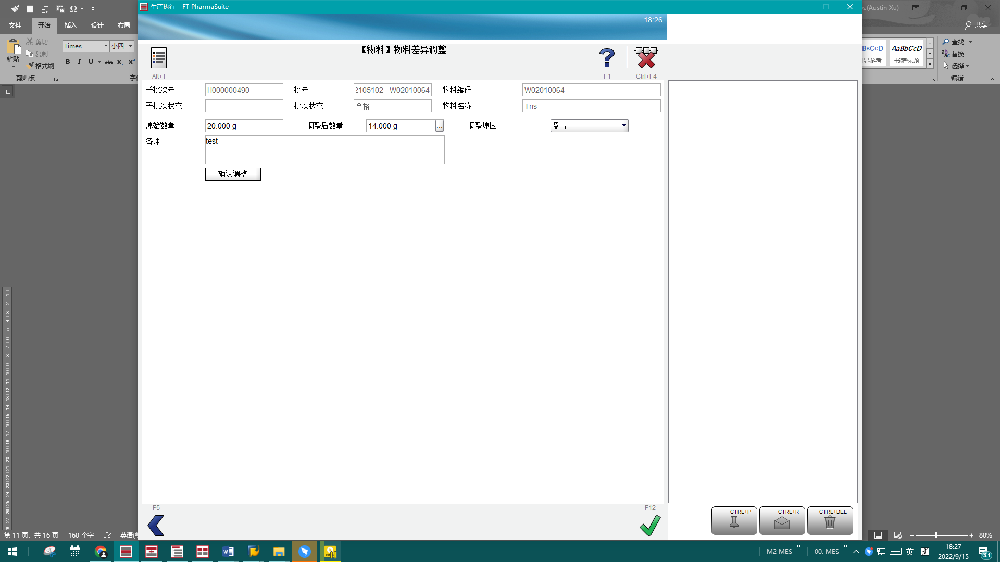 生产执行 - FT PharmaSuite
(Austin Xu)
文件 开始 插入 设计 布局
共享
18:26
粘贴
剪切
复制
格式刷
剪贴板
Times
小四
B I U abc X₂ X²
【物料】物料差异调整
Alt+T
F1
Ctrl+F4
显参考
AaBbCcD
书籍标题
查找
替换
选择
编辑
子批次号 H000000490 批号 2105102 W02010064 物料编码 W02010064
子批次状态 批次状态 合格 物料名称 Tris
原始数量 20.000 g 调整后数量 14.000 g ... 调整原因 盘亏
备注 test
确认调整
F5
F12
CTRL+P
CTRL+R
CTRL+DEL
第 11 页，共 16 页 160 个字 英语
80%
M2 MES
00. MES
英
拼
18:27
2022/9/15
33